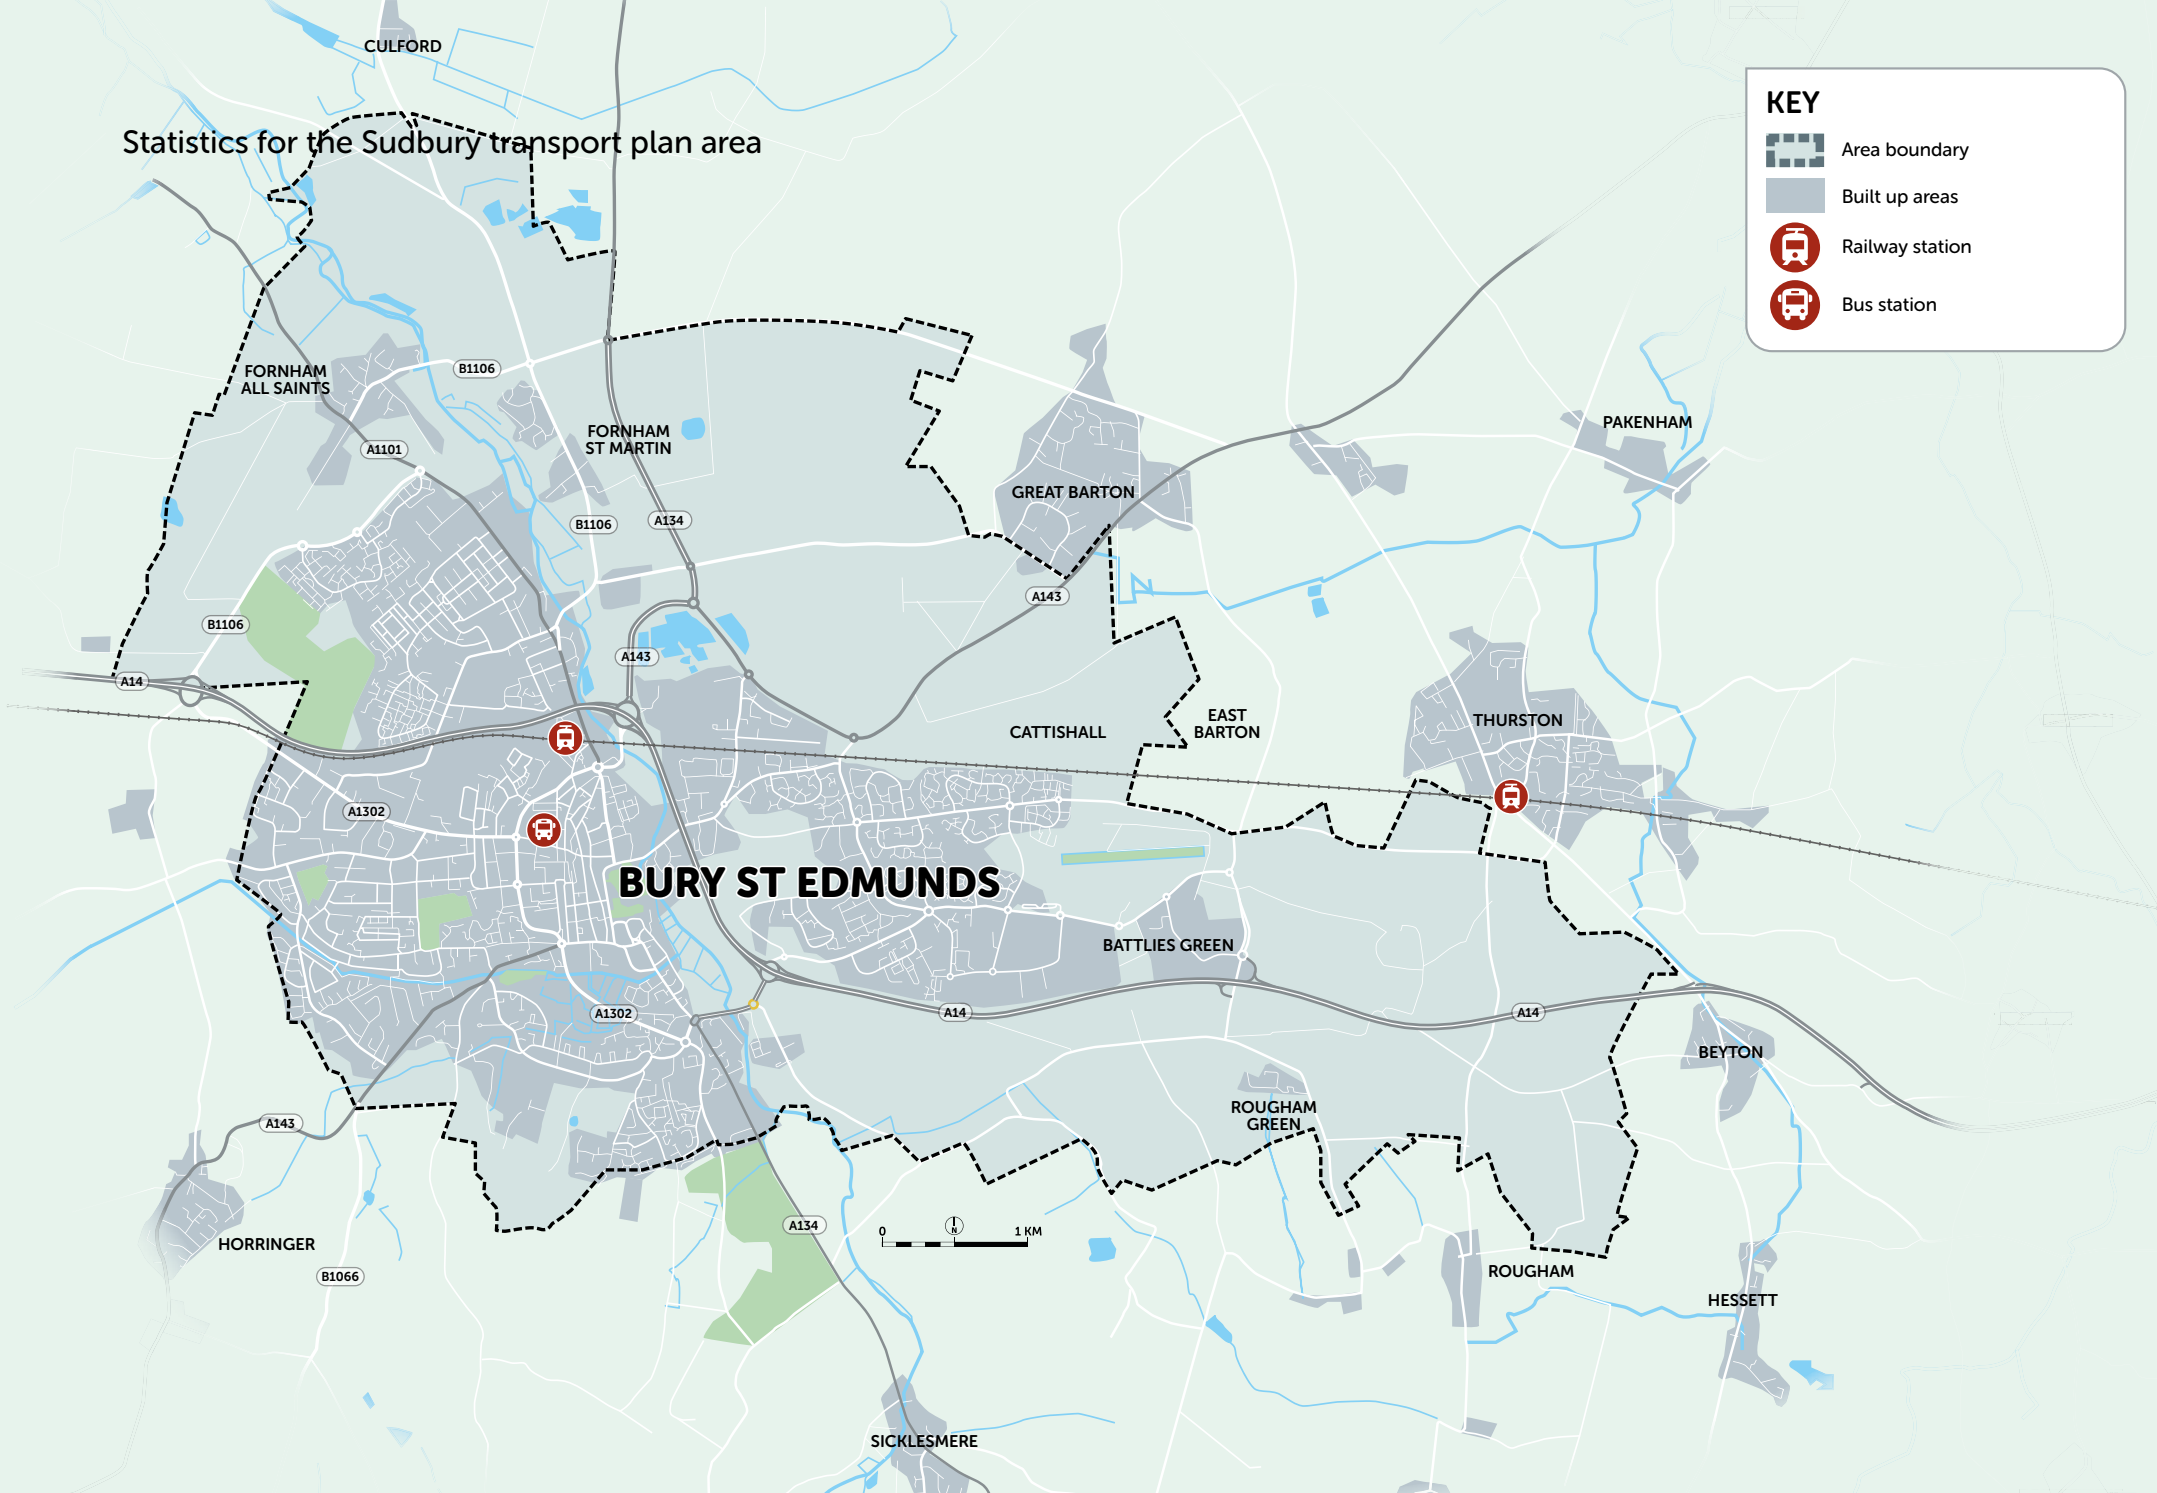 CULFORD
Statistics for the Sudbury transport plan area
KEY
Area boundary
Built up areas
Railway station
Bus station
FORNHAM
ALL SAINTS
B1106
A1101
FORNHAM
ST MARTIN
B1106
A134
GREAT BARTON
PAKENHAM
A143
B1106
A143
A14
CATTISHALL
EAST
BARTON
THURSTON
A1302
BURY ST EDMUNDS
BATTLIES GREEN
A1302
A14
A14
BEYTON
A143
ROUGHAM
GREEN
A134
0
N
1 KM
HORRINGER
B1066
ROUGHAM
HESSETT
SICKLESMERE